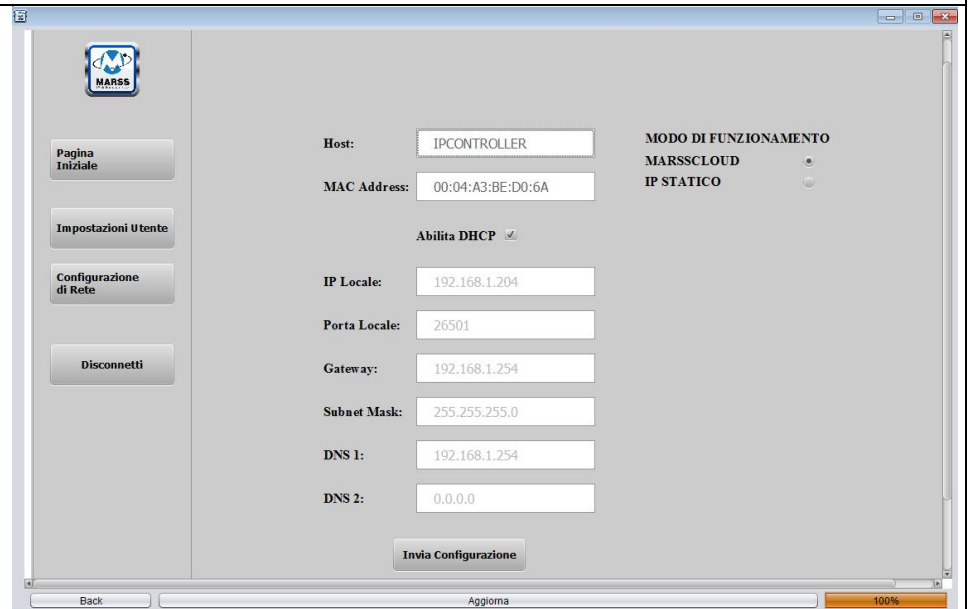 MARSS
Pagina
Iniziale
Impostazioni Utente
Configurazione
di Rete
Disconnetti
Host: IPCONTROLLER
MAC Address: 00:04:A3:BE:D0:6A
Abilita DHCP
IP Locale: 192.168.1.204
Porta Locale: 26501
Gateway: 192.168.1.254
Subnet Mask: 255.255.255.0
DNS 1: 192.168.1.254
DNS 2: 0.0.0.0
Invia Configurazione
MODO DI FUNZIONAMENTO
MARSSCLOUD
IP STATICO
Back Aggiorna 100%